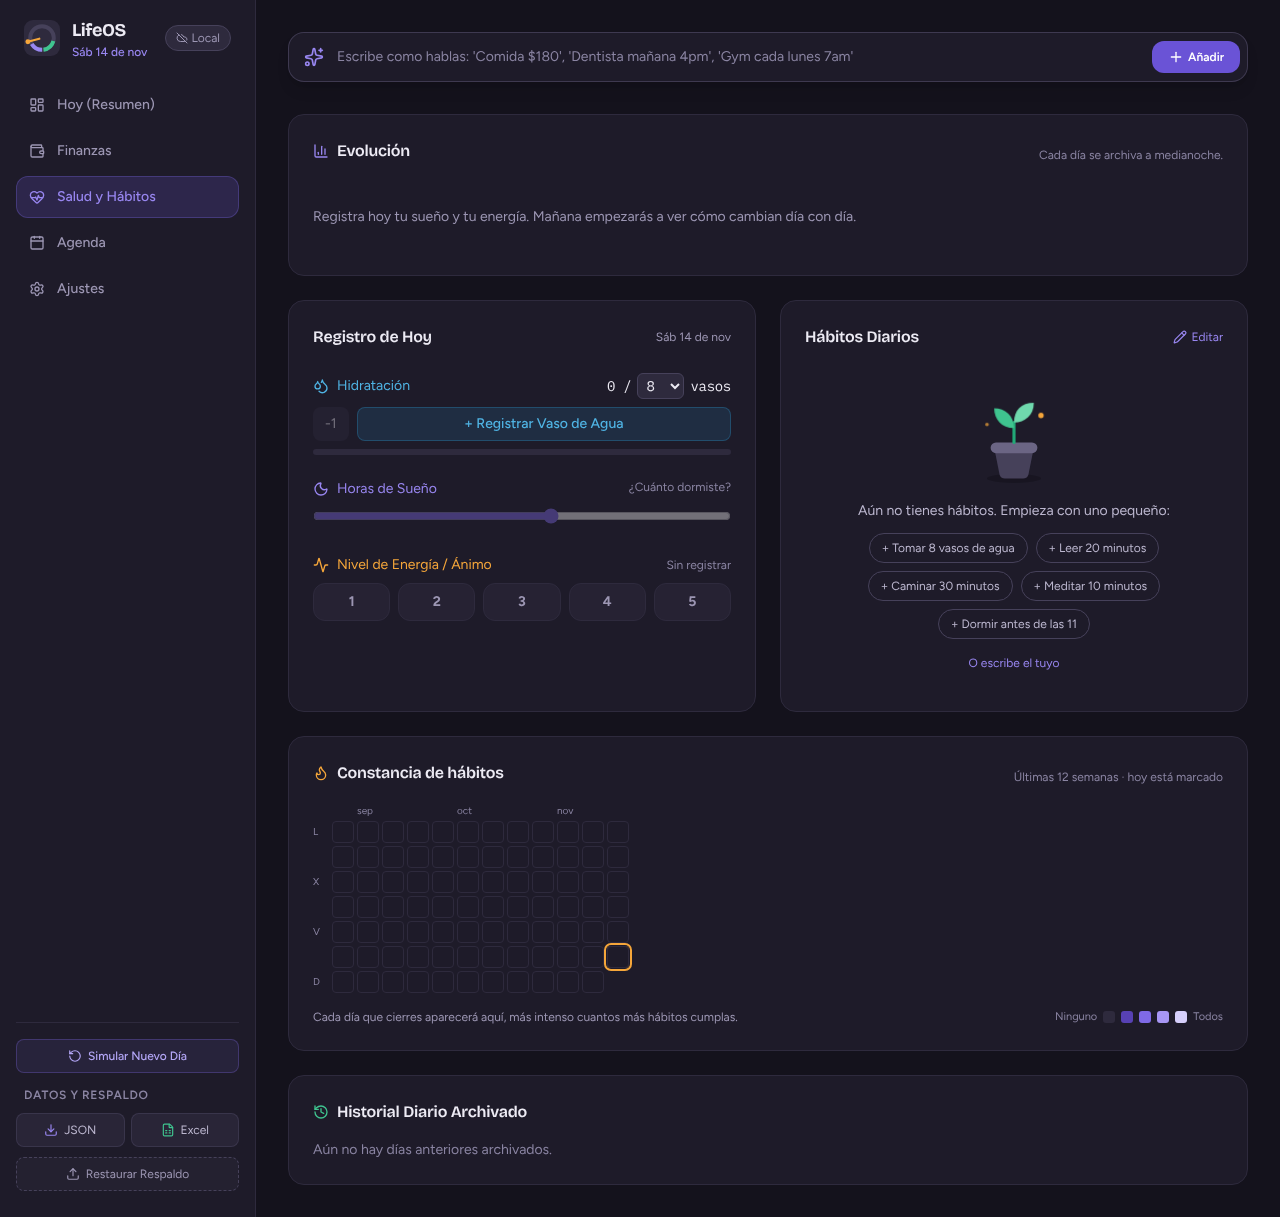 LifeOS
Sáb 14 de nov
Local
Hoy (Resumen)
Finanzas
Salud y Hábitos
Agenda
Ajustes
Simular Nuevo Día
DATOS Y RESPALDO
JSON
Excel
Restaurar Respaldo
Escribe como hablas: 'Comida $180', 'Dentista mañana 4pm', 'Gym cada lunes 7am'
+ Añadir
Evolución
Cada día se archiva a medianoche.
Registra hoy tu sueño y tu energía. Mañana empezarás a ver cómo cambian día con día.
Registro de Hoy
Sáb 14 de nov
Hidratación
0 / 8 vasos
-1
+ Registrar Vaso de Agua
Horas de Sueño
¿Cuánto dormiste?
Nivel de Energía / Ánimo
Sin registrar
1 2 3 4 5
Hábitos Diarios
Editar
Aún no tienes hábitos. Empieza con uno pequeño:
+ Tomar 8 vasos de agua
+ Leer 20 minutos
+ Caminar 30 minutos
+ Meditar 10 minutos
+ Dormir antes de las 11
O escribe el tuyo
Constancia de hábitos
Últimas 12 semanas · hoy está marcado
sep oct nov
L
X
V
D
Cada día que cierres aparecerá aquí, más intenso cuantos más hábitos cumplas.
Ninguno
Todos
Historial Diario Archivado
Aún no hay días anteriores archivados.